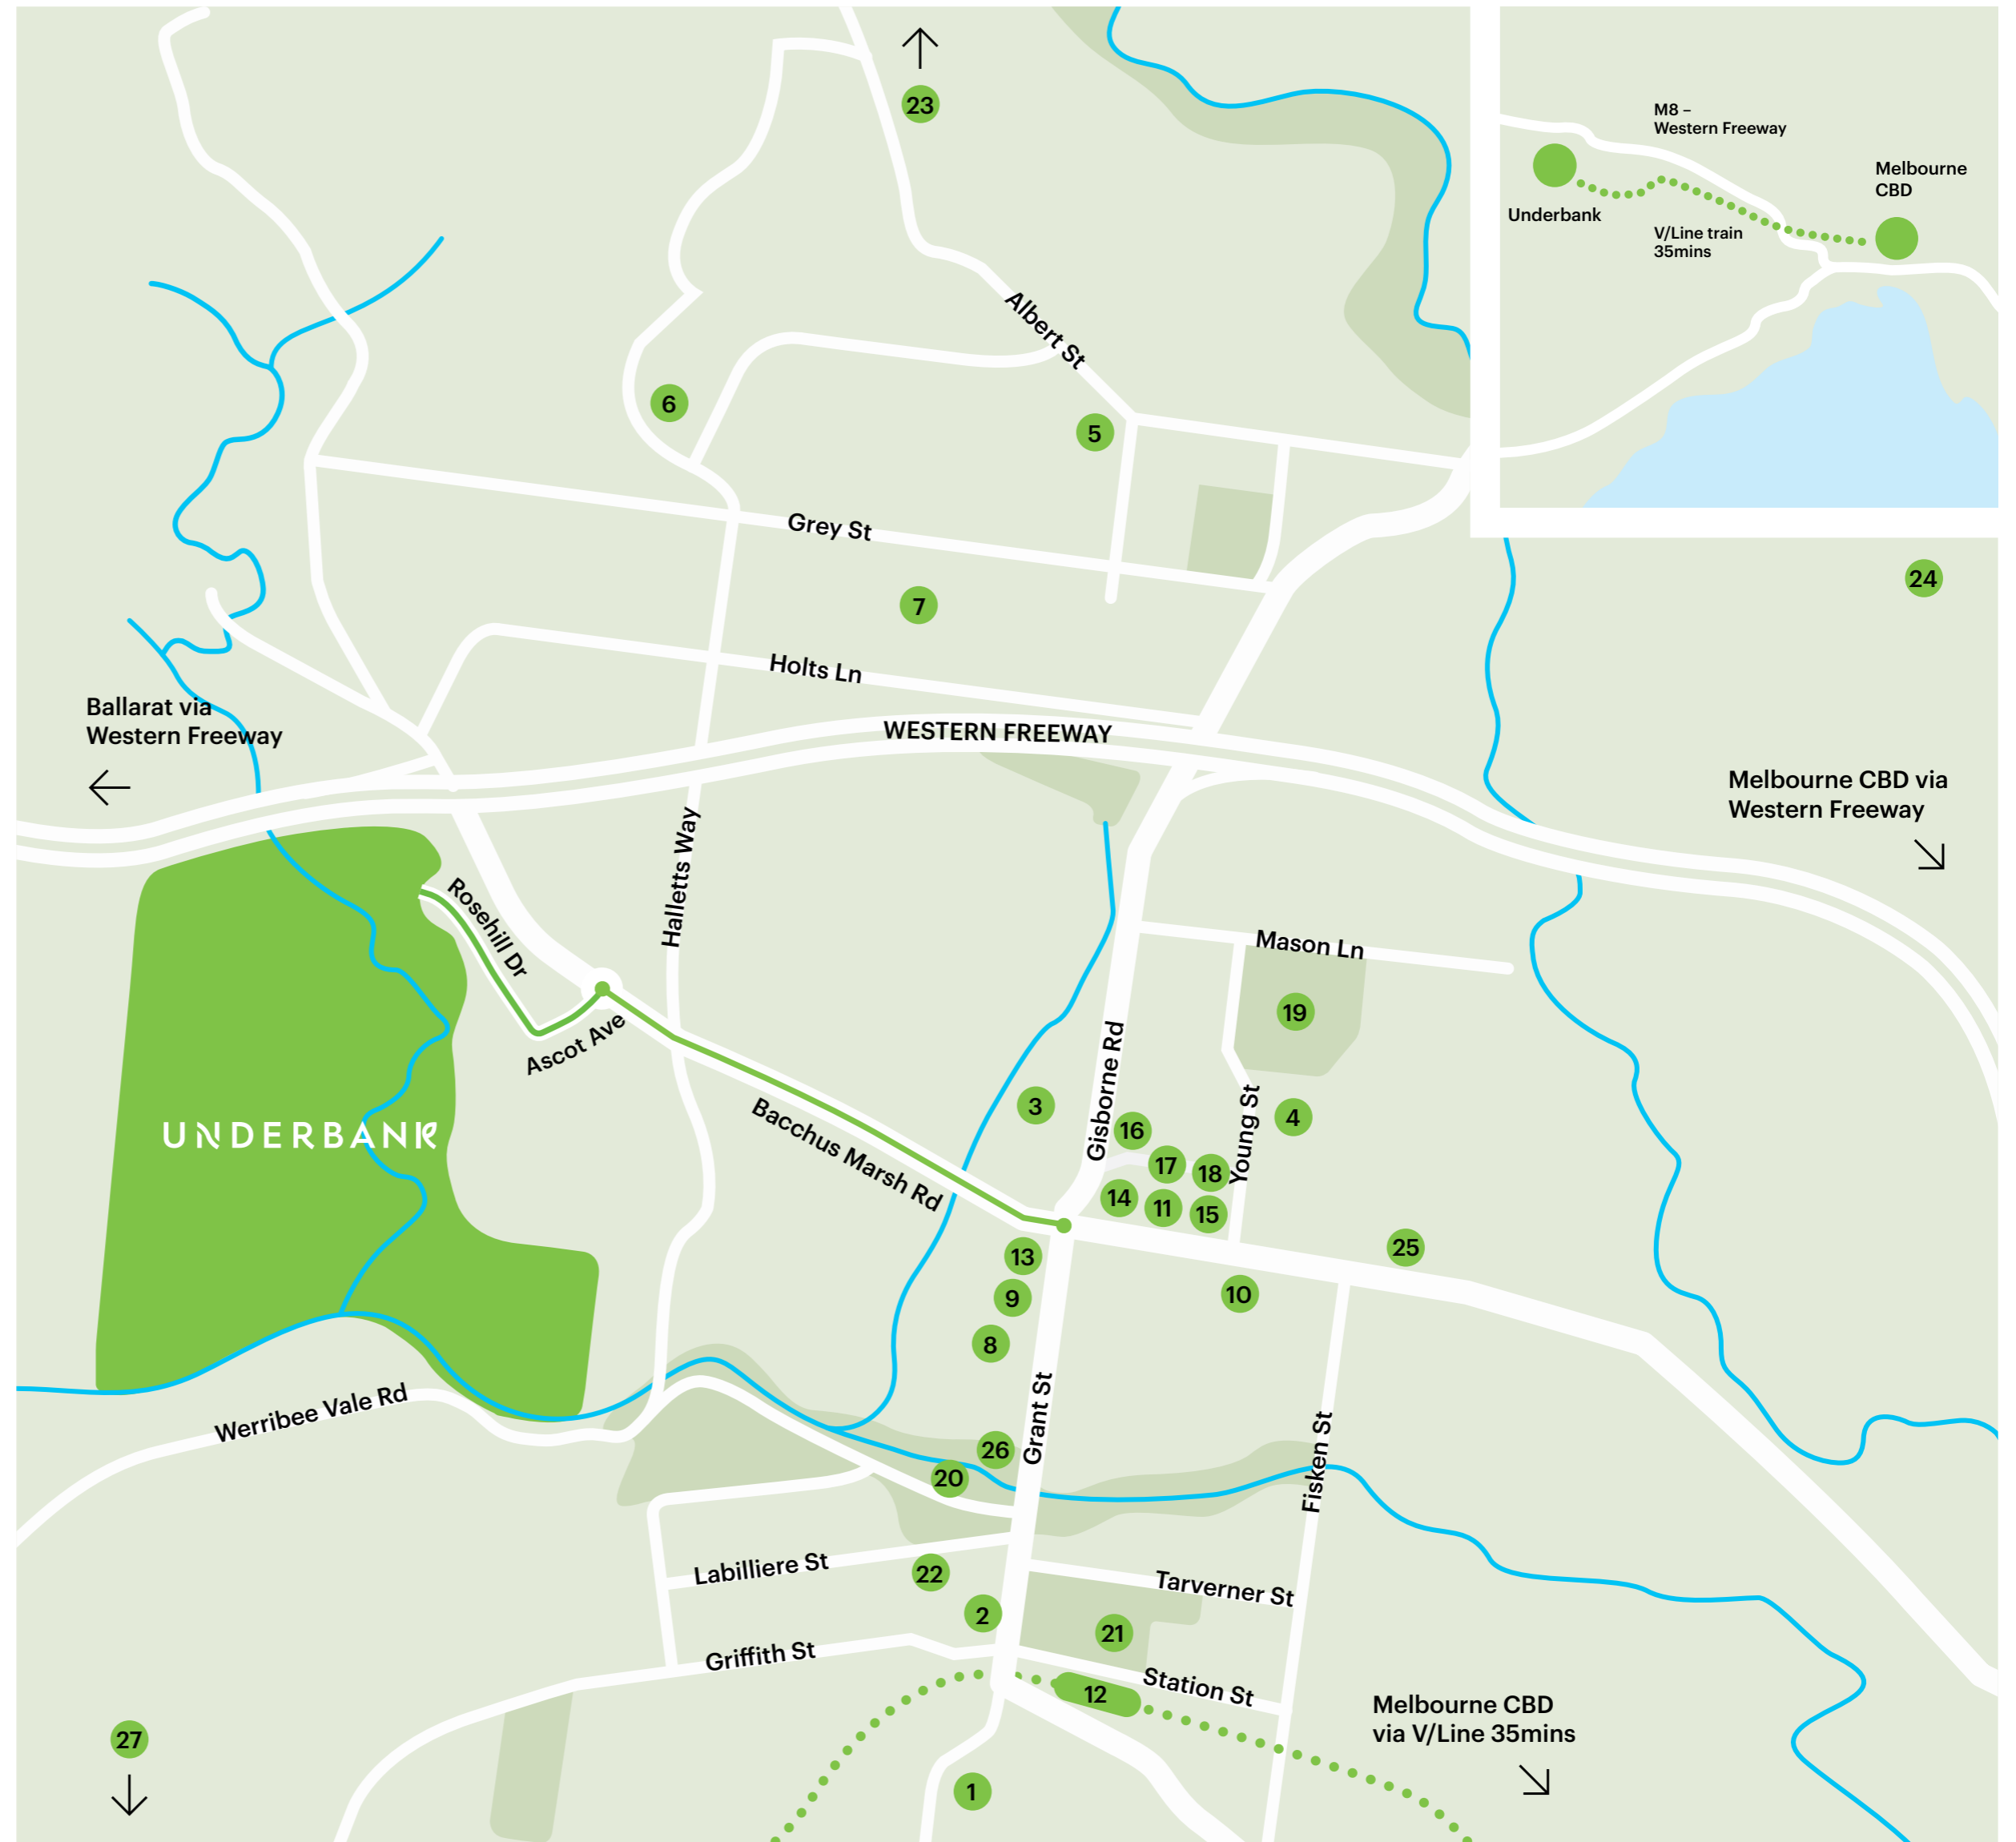 23
M8 –
Western Freeway
Melbourne
CBD
Underbank
V/Line train
35mins
Albert St
6
5
Grey St
24
7
Holts Ln
Ballarat via
Western Freeway
WESTERN FREEWAY
Melbourne CBD via
Western Freeway
Halletts Way
Rosehill Dr
Mason Ln
19
Ascot Ave
Gisborne Rd
3
4
Young St
16
UNDERBANK
Bacchus Marsh Rd
17
18
14
11
15
13
25
9
10
8
Werribee Vale Rd
Grant St
Fisken St
26
20
Labilliere St
22
Tarverner St
2
21
Griffith St
Station St
12
Melbourne CBD
via V/Line 35mins
27
1